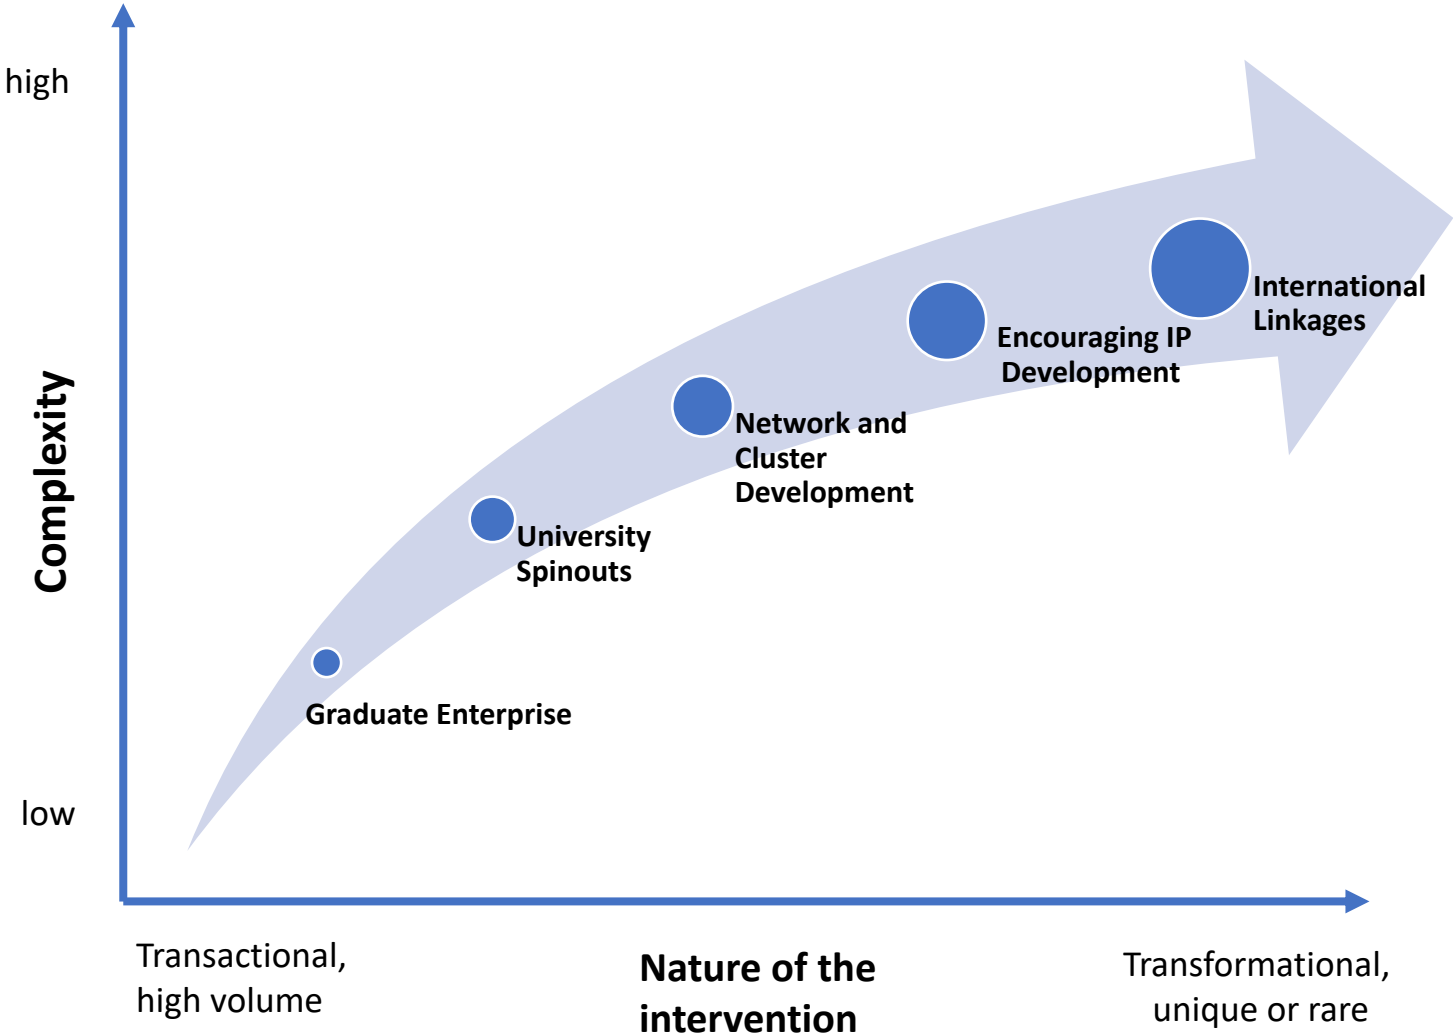 high
International
Linkages
Encouraging IP
Development
Network and
Cluster
Development
Complexity
University
Spinouts
Graduate Enterprise
low
Transactional,
high volume
Nature of the
intervention
Transformational,
unique or rare